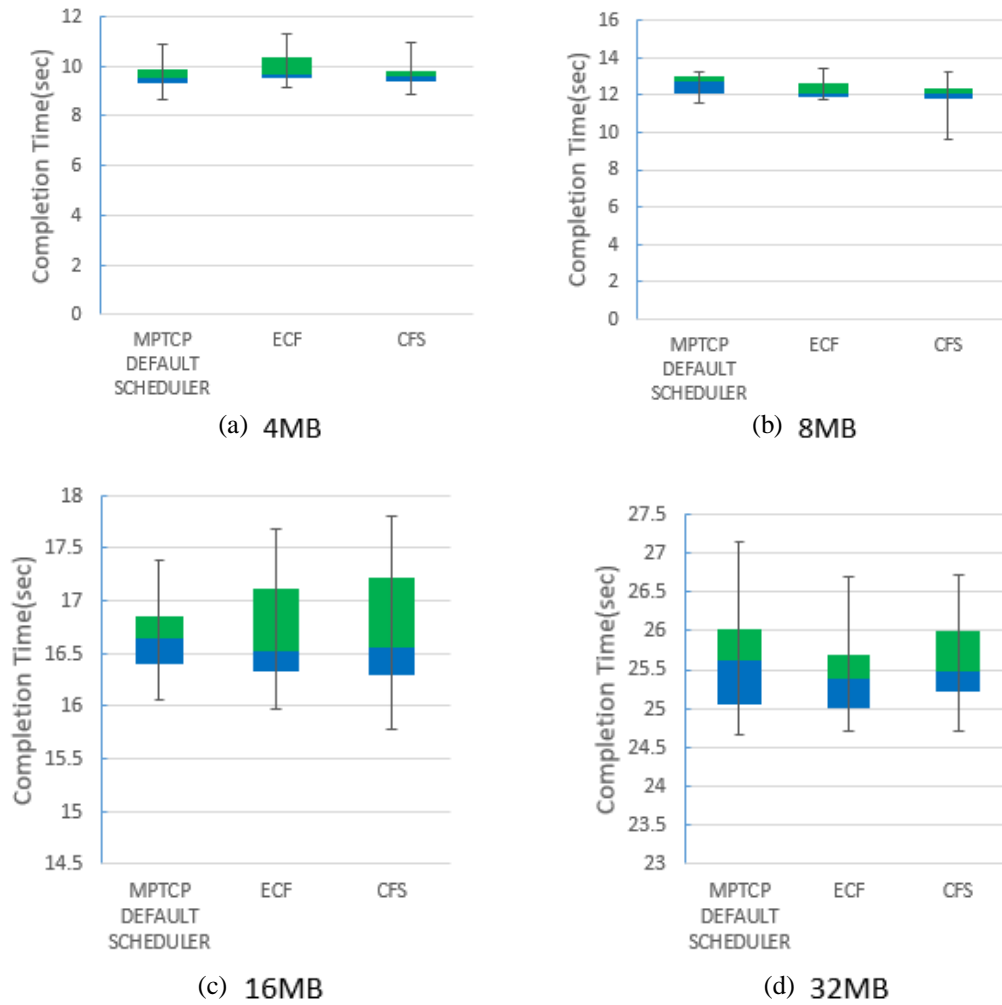 12
10
8
6
4
2
0
Completion Time(sec)
MPTCP
DEFAULT
SCHEDULER
ECF
CFS
(a) 4MB
16
14
12
10
8
6
4
2
0
Completion Time(sec)
MPTCP
DEFAULT
SCHEDULER
ECF
CFS
(b) 8MB
18
17.5
17
16.5
16
15.5
15
14.5
Completion Time(sec)
MPTCP
DEFAULT
SCHEDULER
ECF
CFS
(c) 16MB
27.5
27
26.5
26
25.5
25
24.5
24
23.5
23
Completion Time(sec)
MPTCP
DEFAULT
SCHEDULER
ECF
CFS
(d) 32MB